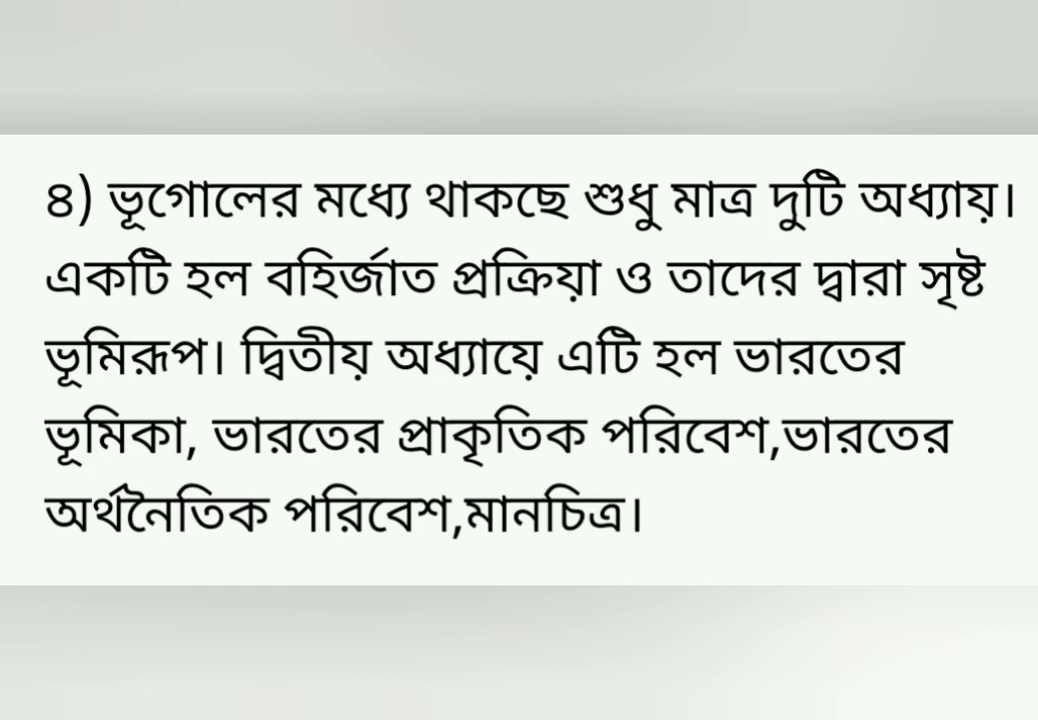 ৪) ভূগোলের মধ্যে থাকছে শুধু মাত্র দুটি অধ্যায়।
একটি হল বহির্জাত প্রক্রিয়া ও তাদের দ্বারা সৃষ্ট
ভূমিরূপ। দ্বিতীয় অধ্যায়ে এটি হল ভারতের
ভূমিকা, ভারতের প্রাকৃতিক পরিবেশ,ভারতের
অর্থনৈতিক পরিবেশ,মানচিত্র।